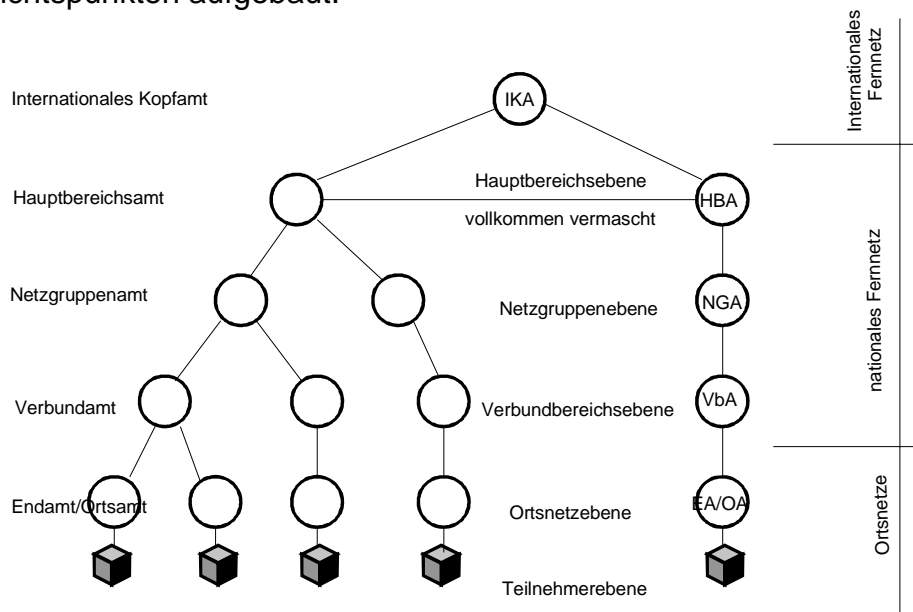 aufgebaut.
Internationales
Fernnetz
Internationales Kopfamt
IKA
Hauptbereichsamt
Hauptbereichsebene
HBA
vollkommen vermascht
Netzgruppenamt
Netzgruppenebene
NGA
nationales Fernnetz
Verbundamt
Verbundbereichsebene
VbA
Endamt/Ortsamt
Ortsnetzebene
EA/OA
Ortsnetze
Teilnehmerebene